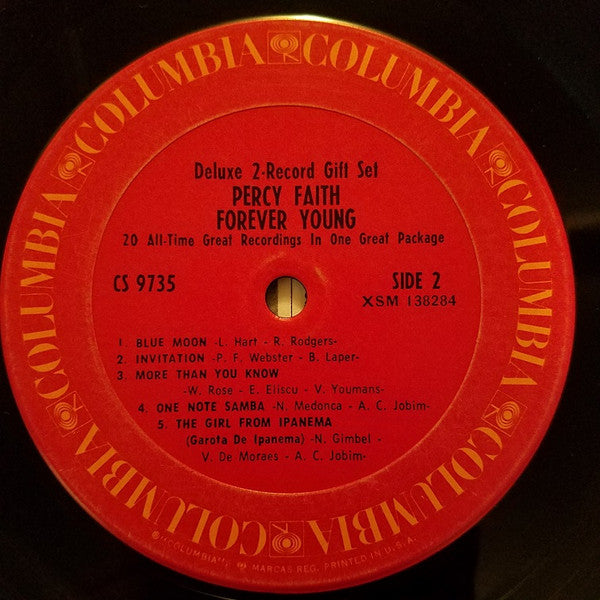 COLUMBIA COLUMBIA COLUMBIA COLUMBIA COLUMBIA COLUMBIA COLUMBIA COLUMBIA
Deluxe 2-Record Gift Set
PERCY FAITH
FOREVER YOUNG
20 All-Time Great Recordings In One Great Package
CS 9735 SIDE 2
XSM 138284
1. BLUE MOON -L. Hart - R. Rodgers-
2. INVITATION -P. F. Webster - B. Laper-
3. MORE THAN YOU KNOW
-W. Rose - E. Eliscu - V. Youmans-
4. ONE NOTE SAMBA -N. Medonca - A. C. Jobim-
5. THE GIRL FROM IPANEMA
(Garota De Ipanema) -N. Gimbel -
V. De Moraes - A. C. Jobim-
® "COLUMBIA", MARCAS REG. PRINTED IN U.S.A.